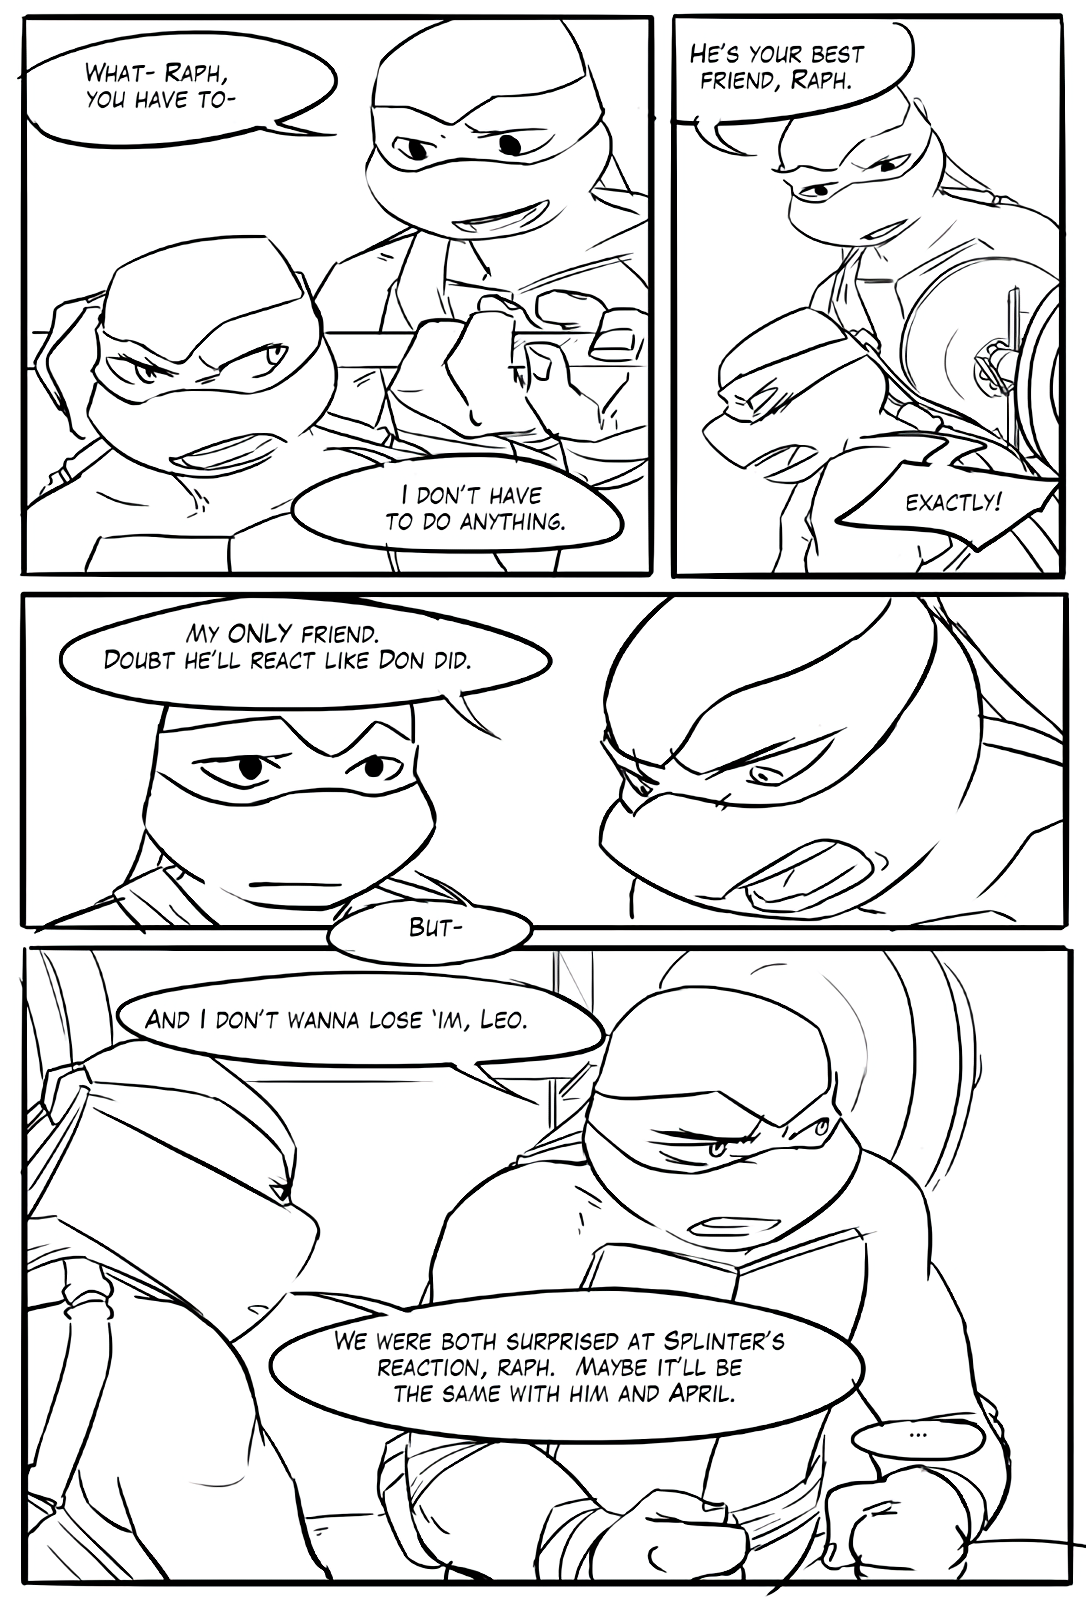 What- Raph,
you have to-
I don't have
to do anything.
He's your best
friend, Raph.
exactly!
My ONLY friend.
Doubt he'll react like Don did.
But-
And I don't wanna lose 'im, Leo.
We were both surprised at Splinter's
reaction, raph. Maybe it'll be
the same with him and April.
...